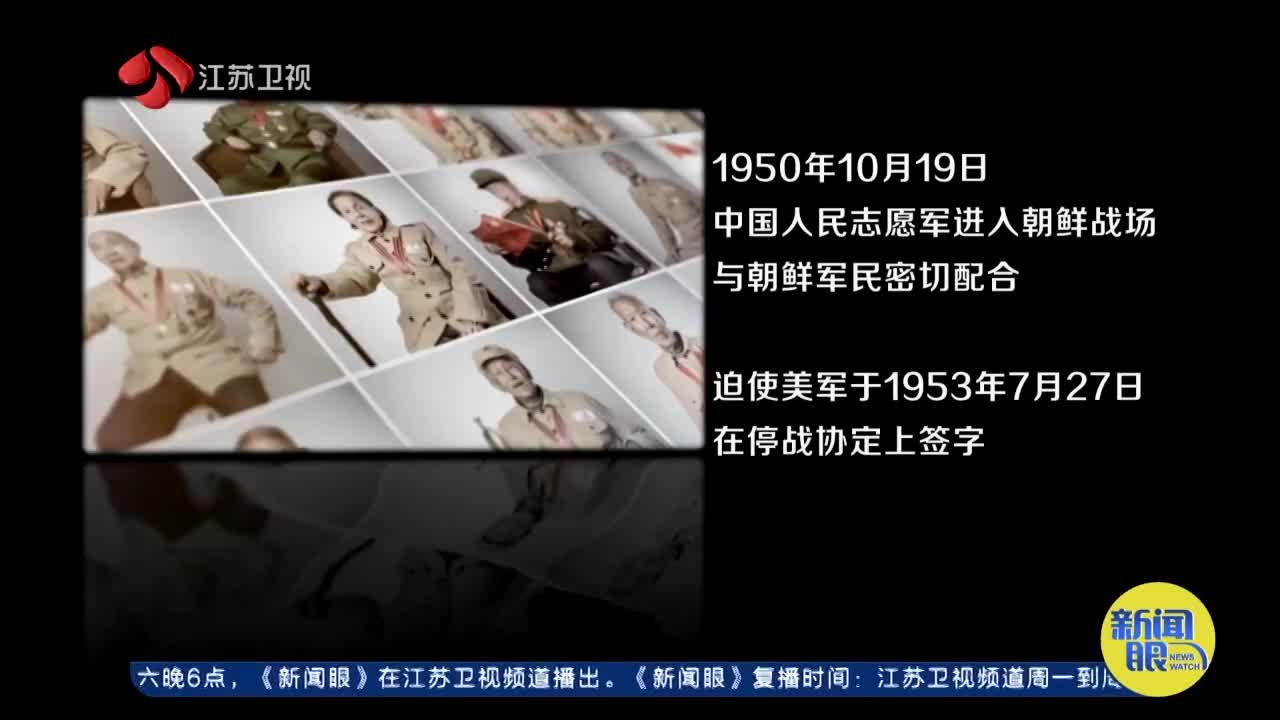 江苏卫视
1950年10月19日
中国人民志愿军进入朝鲜战场
与朝鲜军民密切配合
迫使美军于1953年7月27日
在停战协定上签字
新闻眼
NEWS WATCH
六晚6点，《新闻眼》在江苏卫视频道播出。《新闻眼》复播时间：江苏卫视频道周一到周